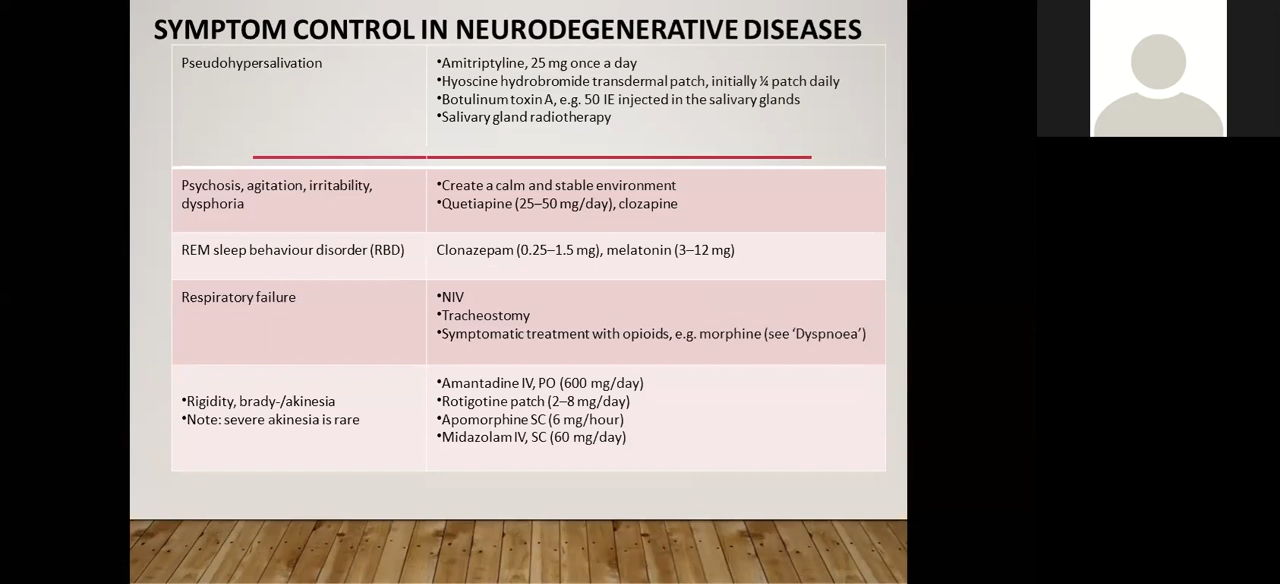 SYMPTOM CONTROL IN NEURODEGENERATIVE DISEASES
Pseudohypersalivation
•Amitriptyline, 25 mg once a day
•Hyoscine hydrobromide transdermal patch, initially ¼ patch daily
•Botulinum toxin A, e.g. 50 IE injected in the salivary glands
•Salivary gland radiotherapy
Psychosis, agitation, irritability,
dysphoria
•Create a calm and stable environment
•Quetiapine (25–50 mg/day), clozapine
REM sleep behaviour disorder (RBD)
Clonazepam (0.25–1.5 mg), melatonin (3–12 mg)
Respiratory failure
•NIV
•Tracheostomy
•Symptomatic treatment with opioids, e.g. morphine (see ‘Dyspnoea’)
•Rigidity, brady-/akinesia
•Note: severe akinesia is rare
•Amantadine IV, PO (600 mg/day)
•Rotigotine patch (2–8 mg/day)
•Apomorphine SC (6 mg/hour)
•Midazolam IV, SC (60 mg/day)